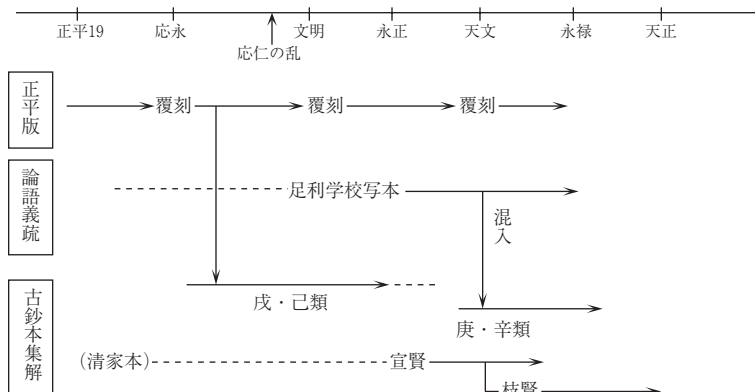 正平19 応永 文明 永正 天文 永禄 天正
応仁の乱
正平版
覆刻 覆刻 覆刻
論語義疏
足利学校写本
混入
古鈔本集解
戊・己類
庚・辛類
(清家本) 宣賢
枝賢